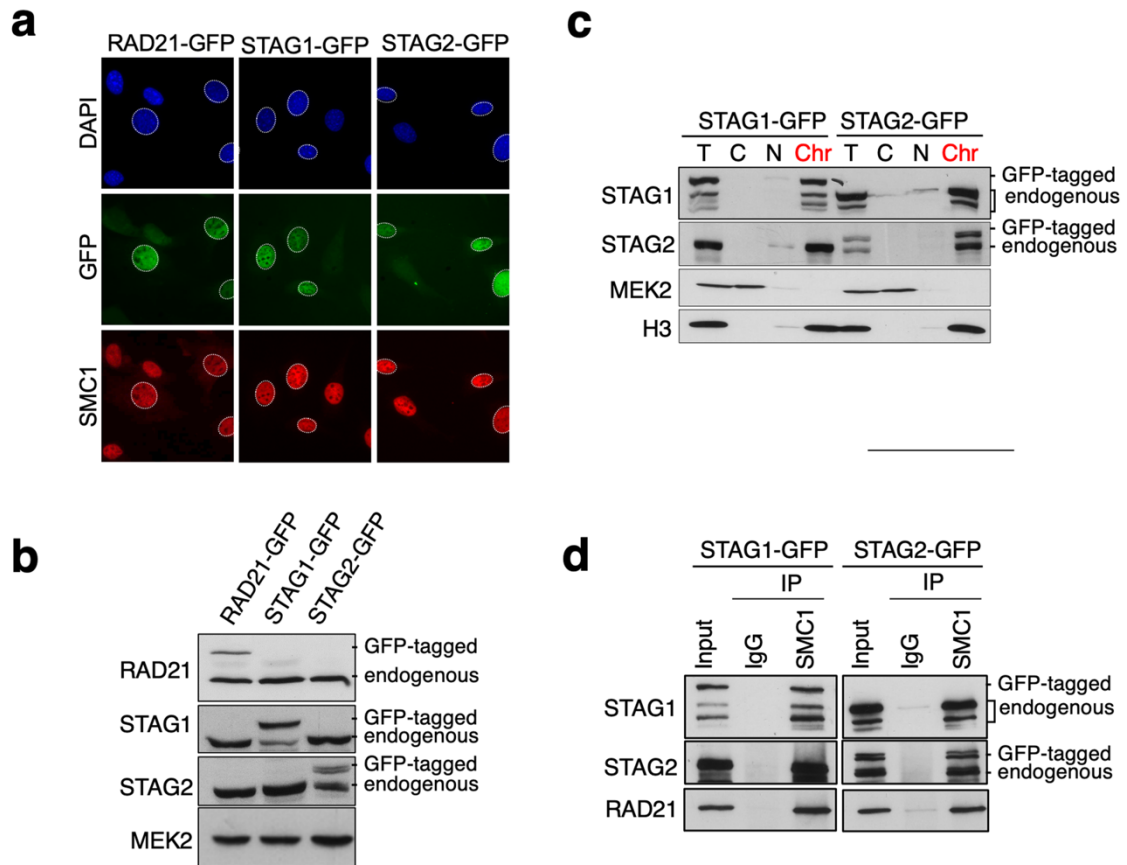 a
RAD21-GFP STAG1-GFP STAG2-GFP
DAPI
GFP
SMC1
b
RAD21-GFP
STAG1-GFP
STAG2-GFP
RAD21
GFP-tagged
endogenous
STAG1
GFP-tagged
endogenous
STAG2
GFP-tagged
endogenous
MEK2
c
STAG1-GFP STAG2-GFP
T C N Chr T C N Chr
STAG1
GFP-tagged
endogenous
STAG2
GFP-tagged
endogenous
MEK2
H3
d
STAG1-GFP STAG2-GFP
IP IP
Input IgG SMC1 Input IgG SMC1
STAG1
GFP-tagged
endogenous
STAG2
GFP-tagged
endogenous
RAD21